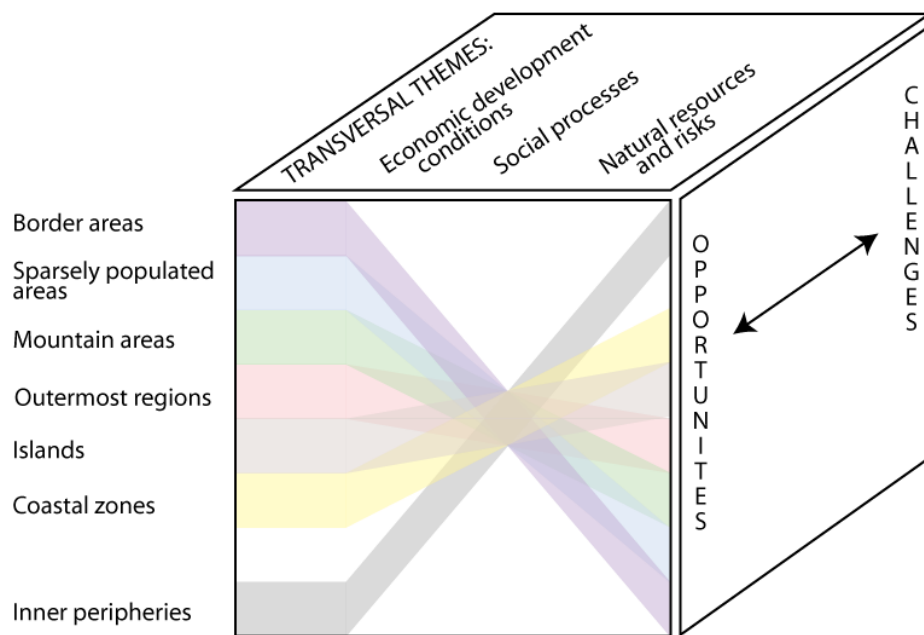 TRANSVERSAL THEMES:
Economic development
conditions
Social processes
Natural resources
and risks
Border areas
Sparsely populated
areas
Mountain areas
Outermost regions
Islands
Coastal zones
Inner peripheries
OPPORTUNITES
CHALLENGES